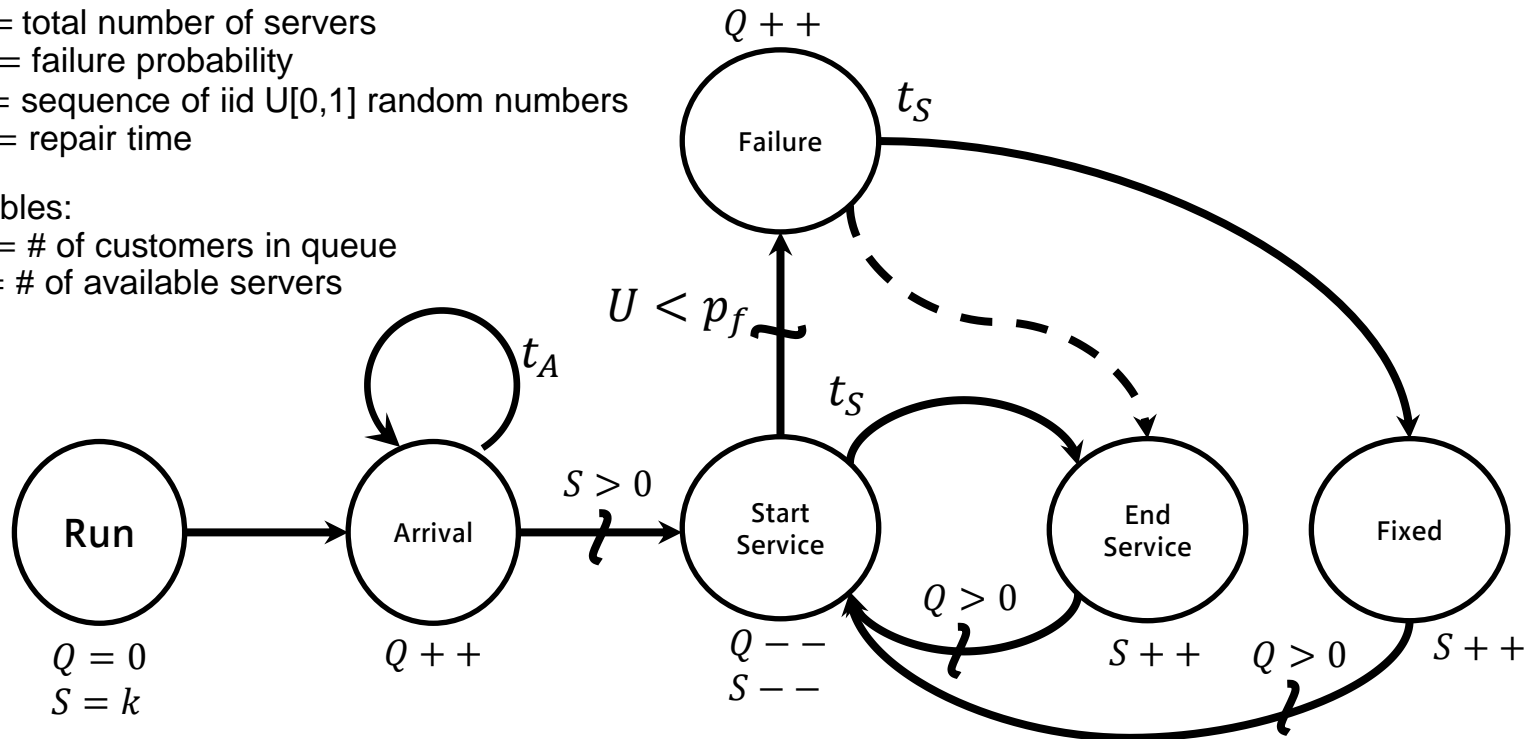 = total number of servers
= failure probability
= sequence of iid U[0,1] random numbers
= repair time
bles:
= # of customers in queue
= # of available servers
Q + +
Failure
t_S
U < p_f
t_A
t_S
S > 0
Run
Arrival
Start
Service
End
Service
Fixed
Q > 0
Q = 0
S = k
Q + +
Q − −
S − −
S + +
Q > 0
S + +